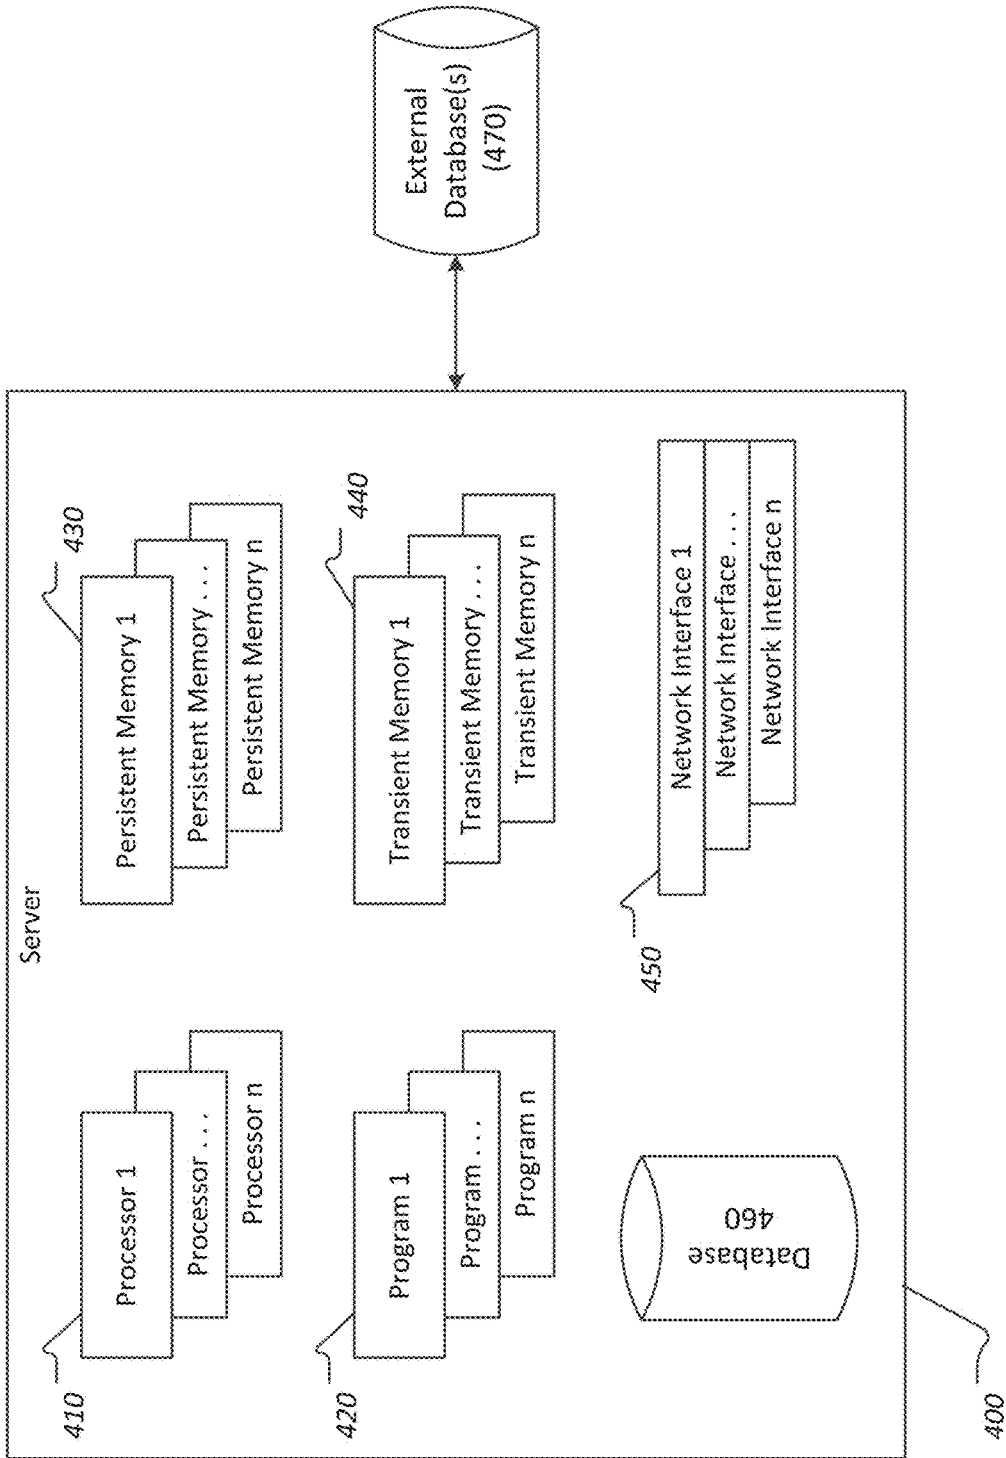 Server
410
Processor 1
Processor ...
Processor n
430
Persistent Memory 1
Persistent Memory ...
Persistent Memory n
420
Program 1
Program ...
Program n
440
Transient Memory 1
Transient Memory ...
Transient Memory n
Database
460
450
Network Interface 1
Network Interface ...
Network Interface n
400
External
Database(s)
(470)